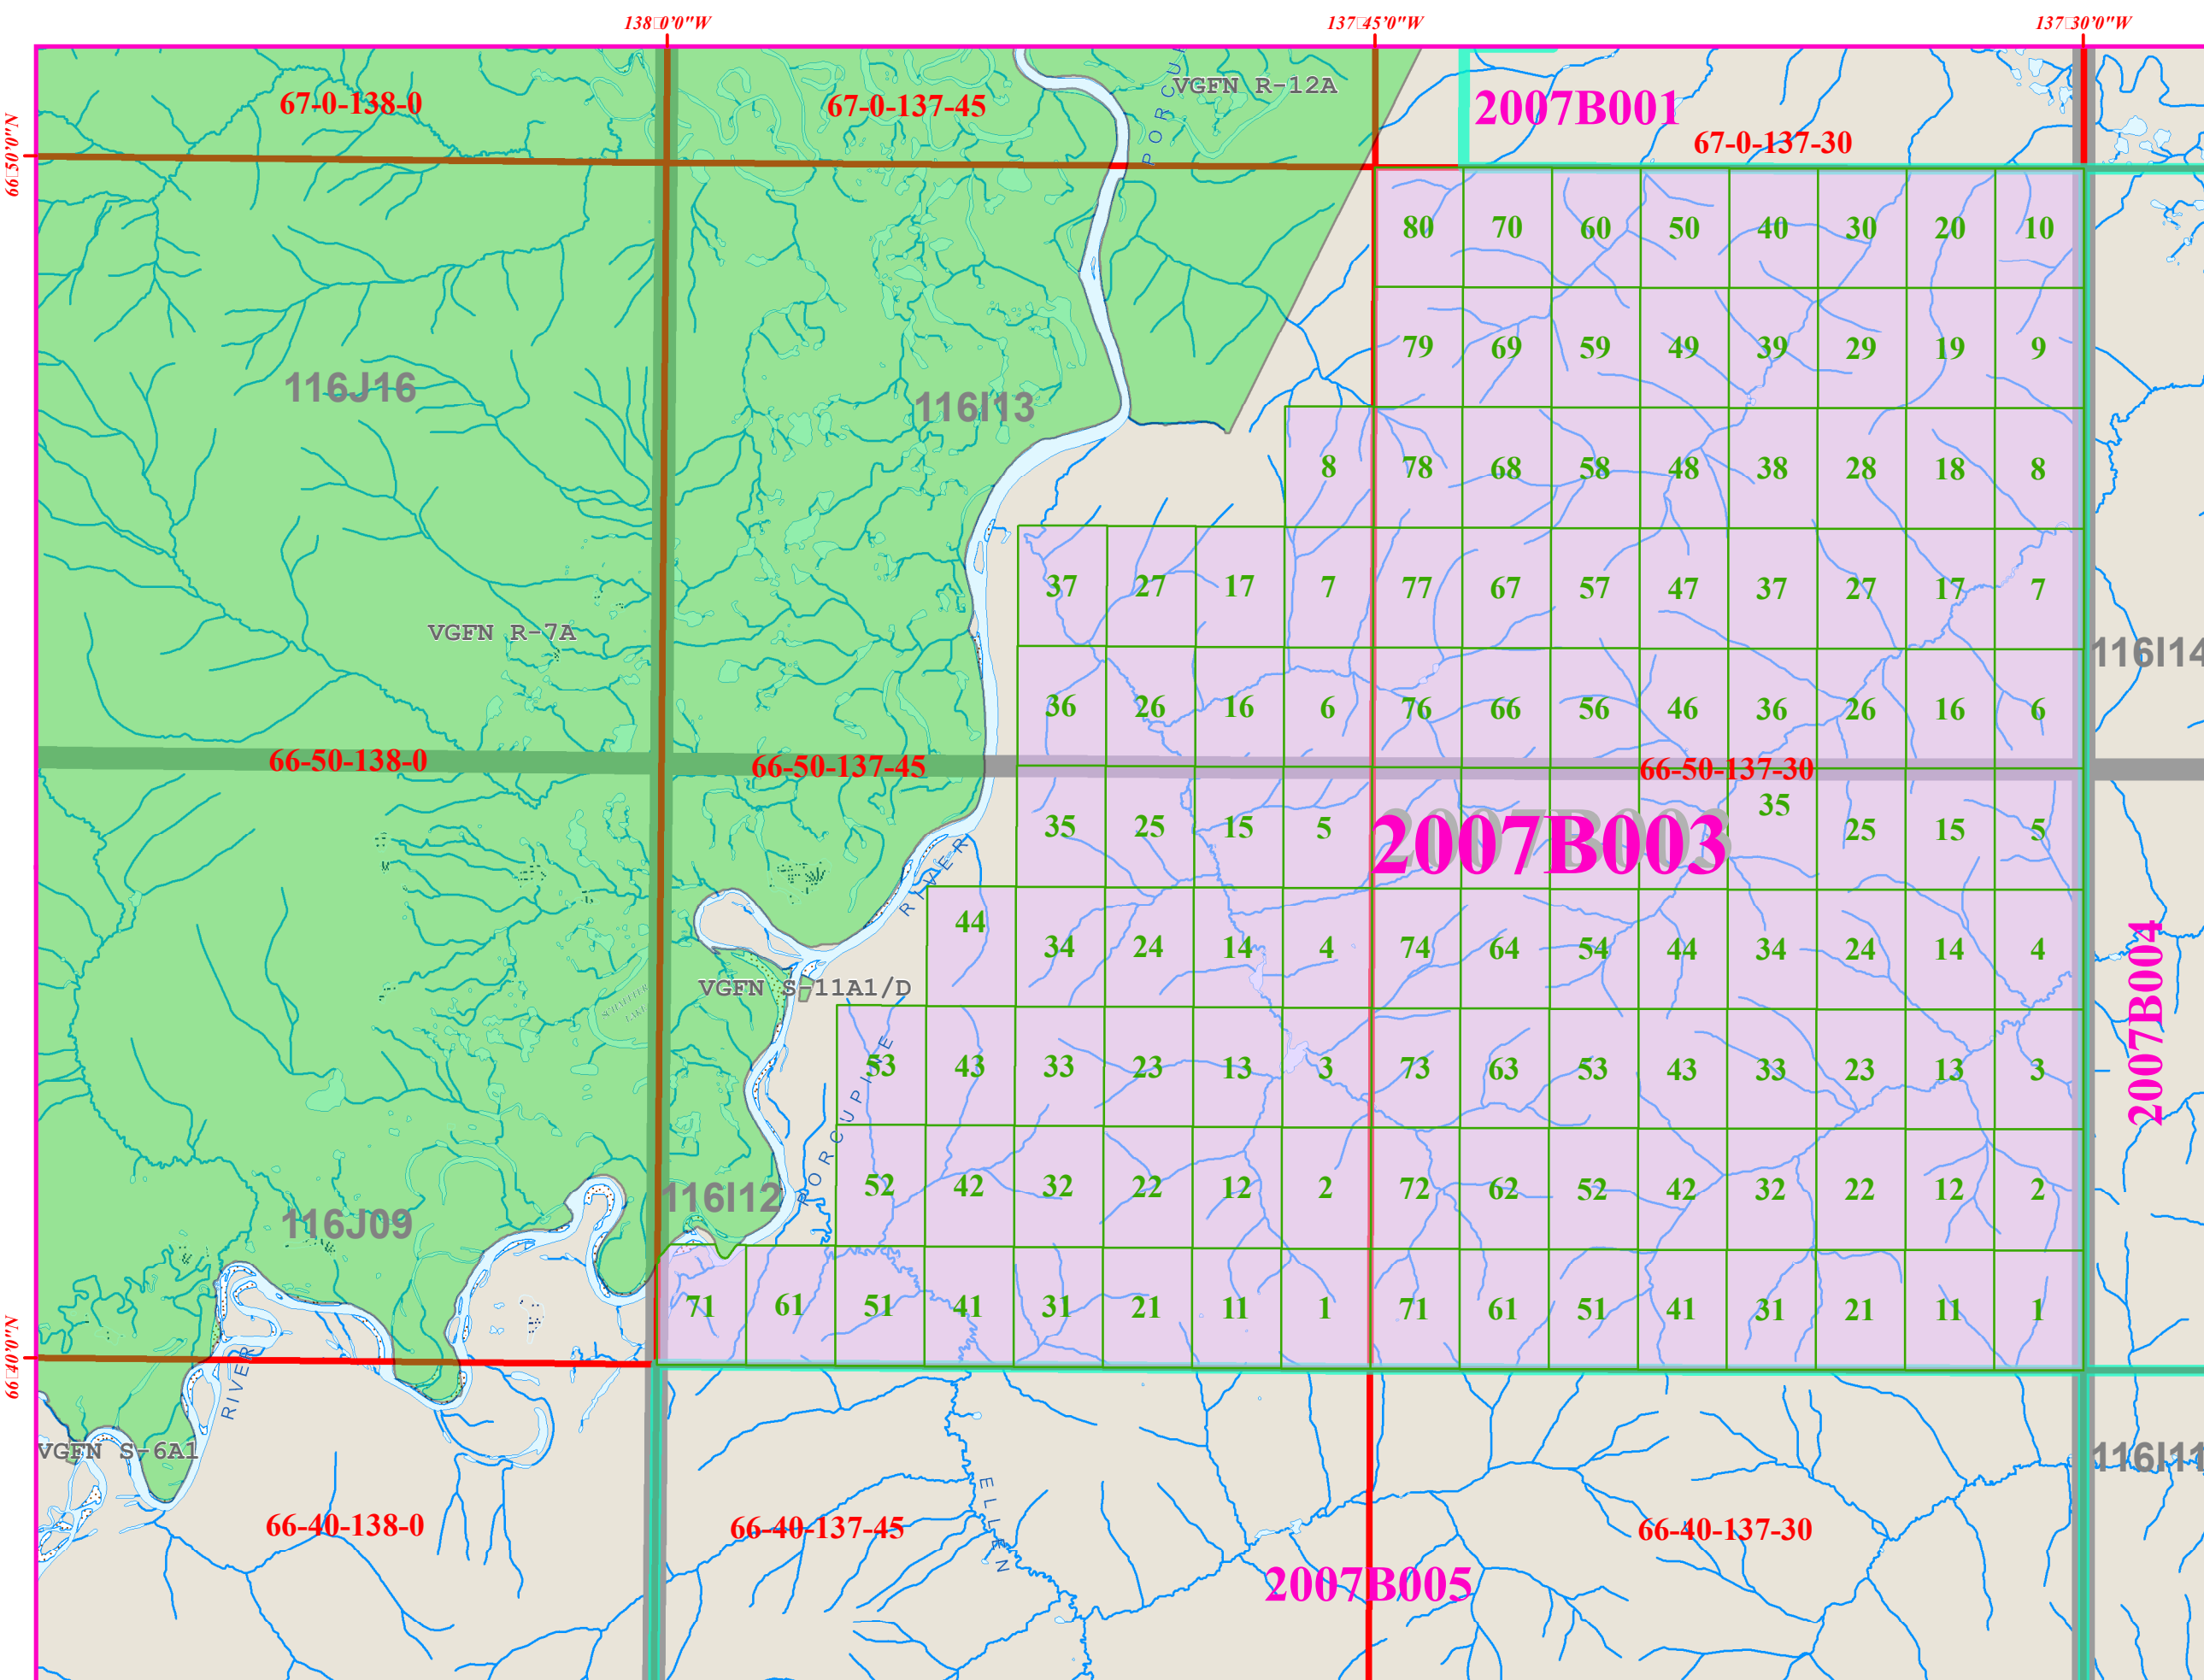 138□0'0"W 137□45'0"W 137□30'0"W
66□50'0"N
66□40'0"N
67-0-138-0
67-0-137-45
VGFN R-12A
PORCU
2007B001
67-0-137-30
80 70 60 50 40 30 20 10
79 69 59 49 39 29 19 9
116J16
116I13
8 78 68 58 48 38 28 18 8
37 27 17 7 77 67 57 47 37 27 17 7
VGFN R-7A
116I14
36 26 16 6 76 66 56 46 36 26 16 6
66-50-138-0
66-50-137-45
66-50-137-30
35 25 15 5 35 25 15 5
2007B003
RIVER
44 34 24 14 4 74 64 54 44 34 24 14 4
2007B004
VGFN S-11A1/D
SCHAEFFER
LAKE
53 43 33 23 13 3 73 63 53 43 33 23 13 3
PORCUPINE
52 42 32 22 12 2 72 62 52 42 32 22 12 2
116I12
116J09
71 61 51 41 31 21 11 1 71 61 51 41 31 21 11 1
RIVER
VGFN S-6A1
116I11
ELLEN
66-40-138-0
66-40-137-45
66-40-137-30
2007B005